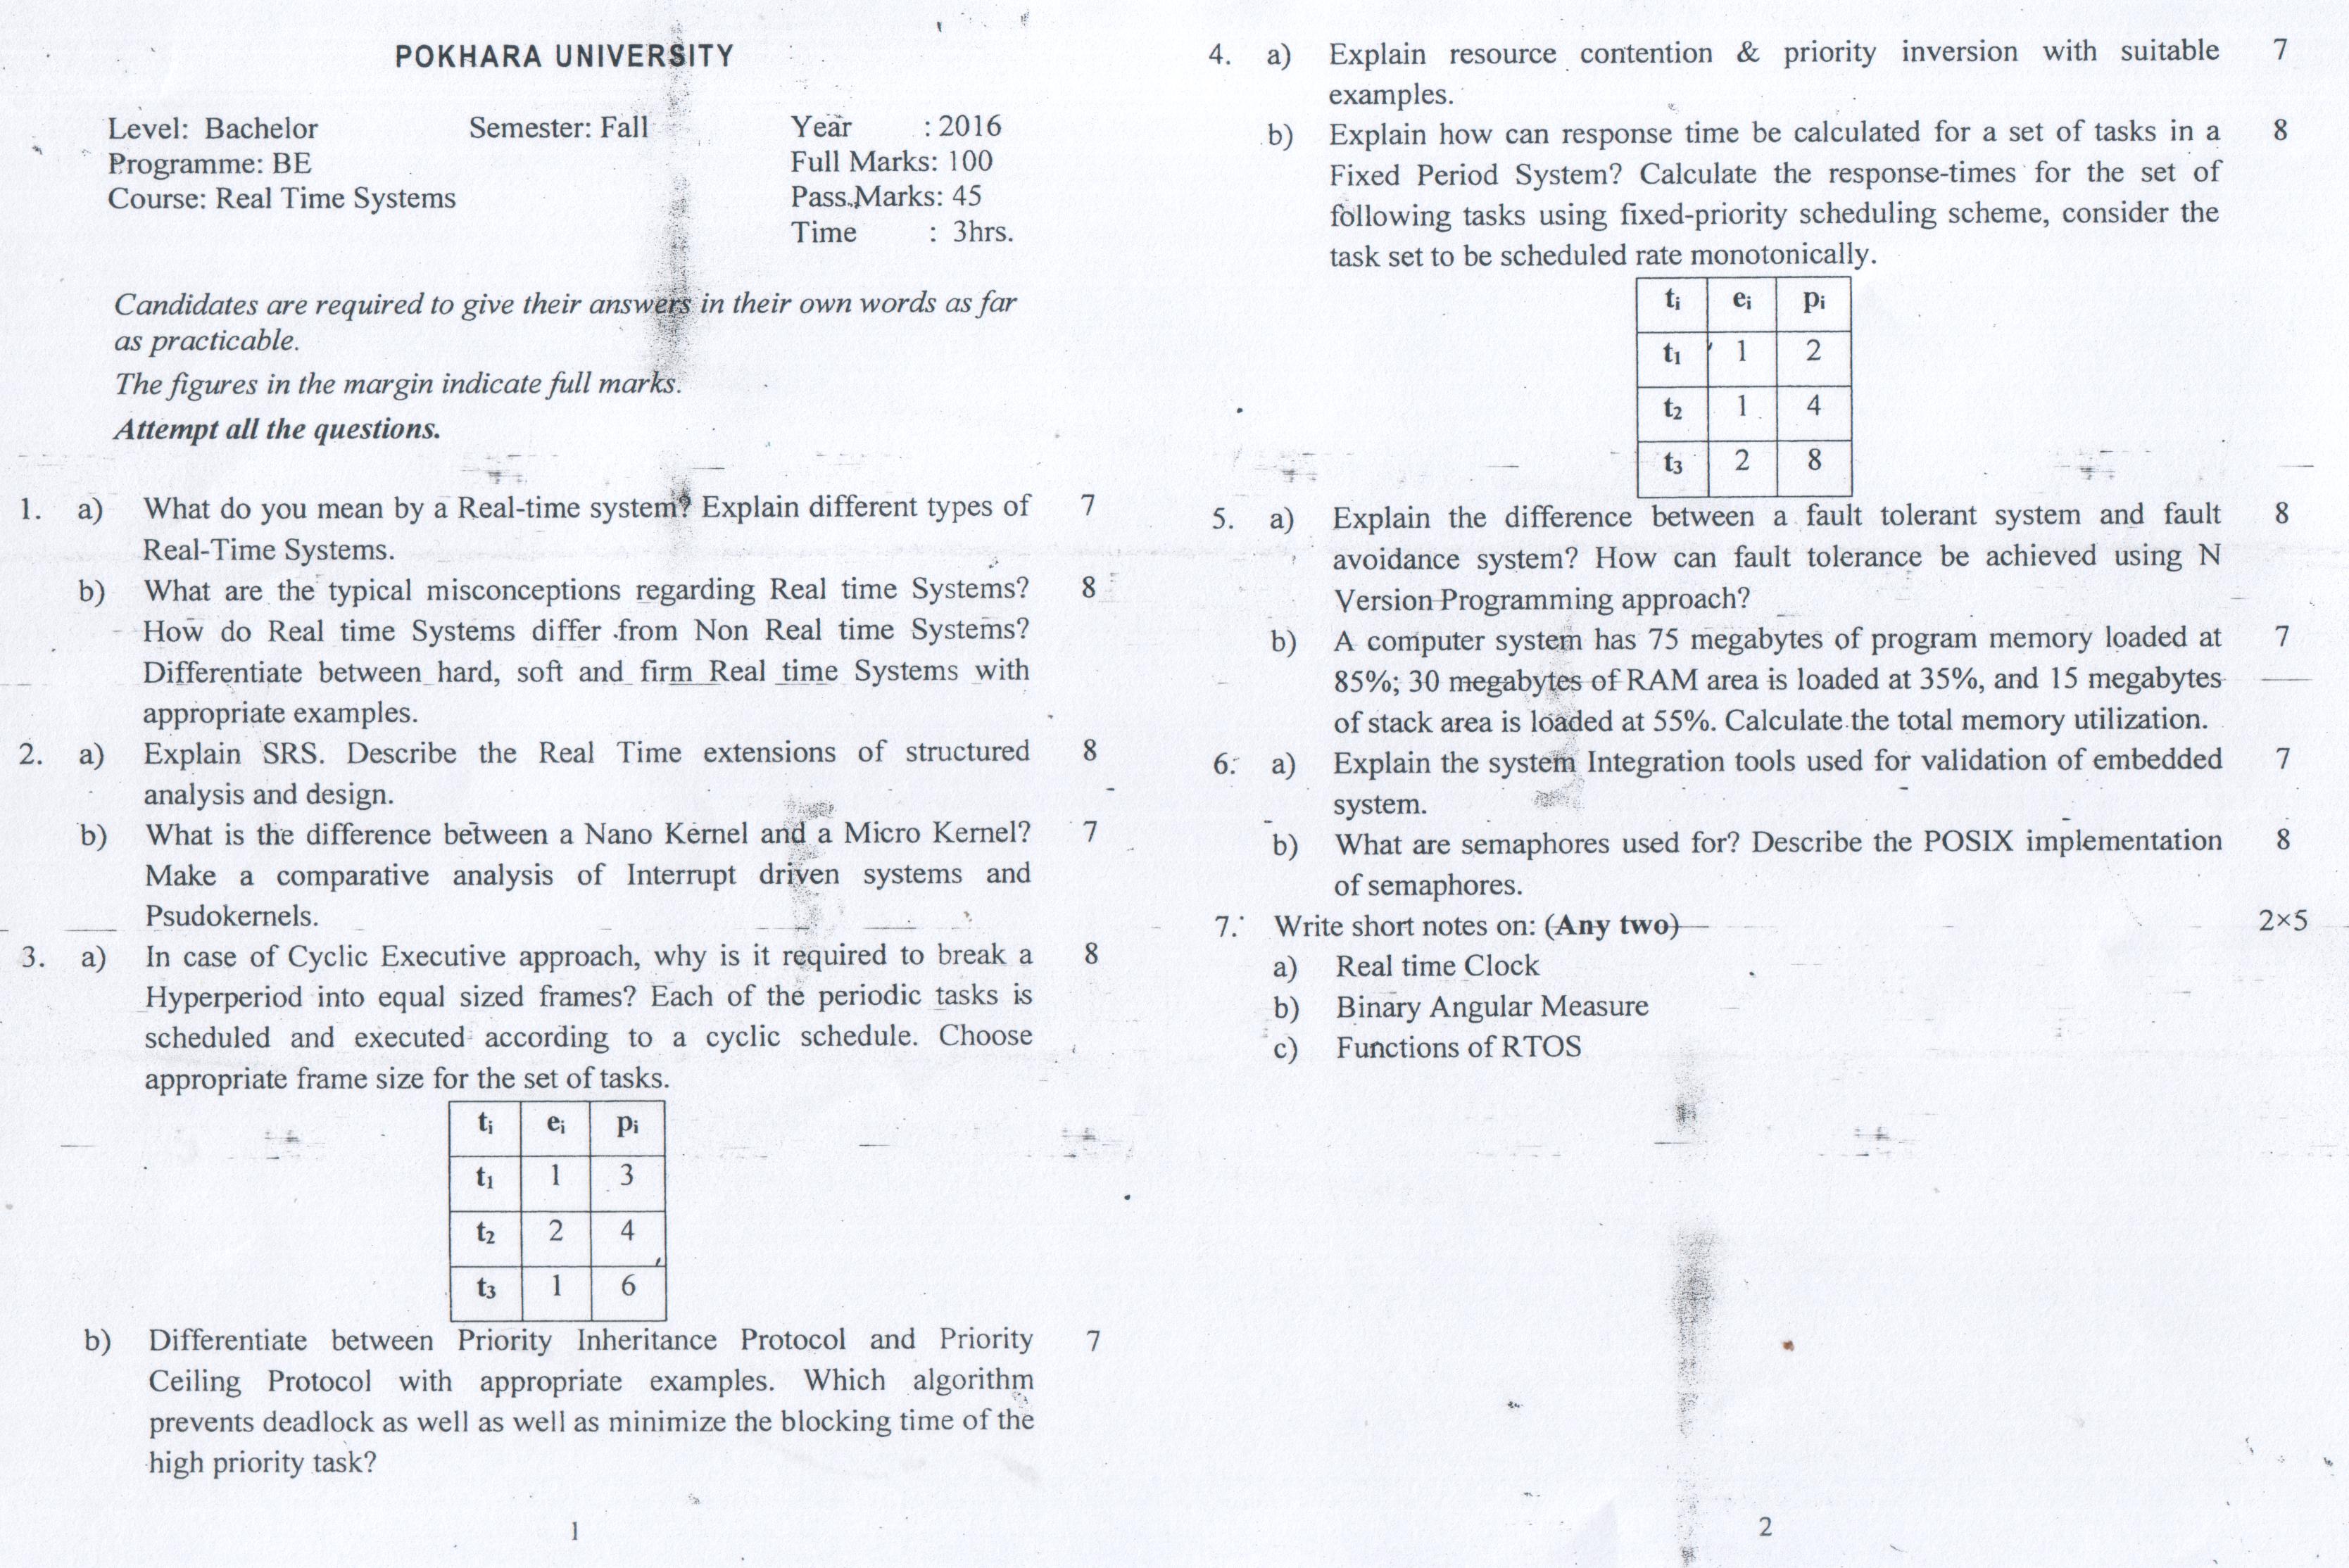 POKHARA UNIVERSITY
Level: Bachelor Semester: Fall Year : 2016
Programme: BE Full Marks: 100
Course: Real Time Systems Pass Marks: 45
Time : 3hrs.
Candidates are required to give their answers in their own words as far
as practicable.
The figures in the margin indicate full marks.
Attempt all the questions.
1. a) What do you mean by a Real-time system? Explain different types of 7
Real-Time Systems.
b) What are the typical misconceptions regarding Real time Systems? 8
How do Real time Systems differ from Non Real time Systems?
Differentiate between hard, soft and firm Real time Systems with
appropriate examples.
2. a) Explain SRS. Describe the Real Time extensions of structured 8
analysis and design.
b) What is the difference between a Nano Kernel and a Micro Kernel? 7
Make a comparative analysis of Interrupt driven systems and
Psudokernels.
3. a) In case of Cyclic Executive approach, why is it required to break a 8
Hyperperiod into equal sized frames? Each of the periodic tasks is
scheduled and executed according to a cyclic schedule. Choose
appropriate frame size for the set of tasks.
ti ei pi
t1 1 3
t2 2 4
t3 1 6
b) Differentiate between Priority Inheritance Protocol and Priority 7
Ceiling Protocol with appropriate examples. Which algorithm
prevents deadlock as well as well as minimize the blocking time of the
high priority task?
1
4. a) Explain resource contention & priority inversion with suitable 7
examples.
b) Explain how can response time be calculated for a set of tasks in a 8
Fixed Period System? Calculate the response-times for the set of
following tasks using fixed-priority scheduling scheme, consider the
task set to be scheduled rate monotonically.
ti ei pi
t1 1 2
t2 1 4
t3 2 8
5. a) Explain the difference between a fault tolerant system and fault 8
avoidance system? How can fault tolerance be achieved using N
Version Programming approach?
b) A computer system has 75 megabytes of program memory loaded at 7
85%; 30 megabytes of RAM area is loaded at 35%, and 15 megabytes
of stack area is loaded at 55%. Calculate the total memory utilization.
6. a) Explain the system Integration tools used for validation of embedded 7
system.
b) What are semaphores used for? Describe the POSIX implementation 8
of semaphores.
7. Write short notes on: (Any two) 2×5
a) Real time Clock
b) Binary Angular Measure
c) Functions of RTOS
2